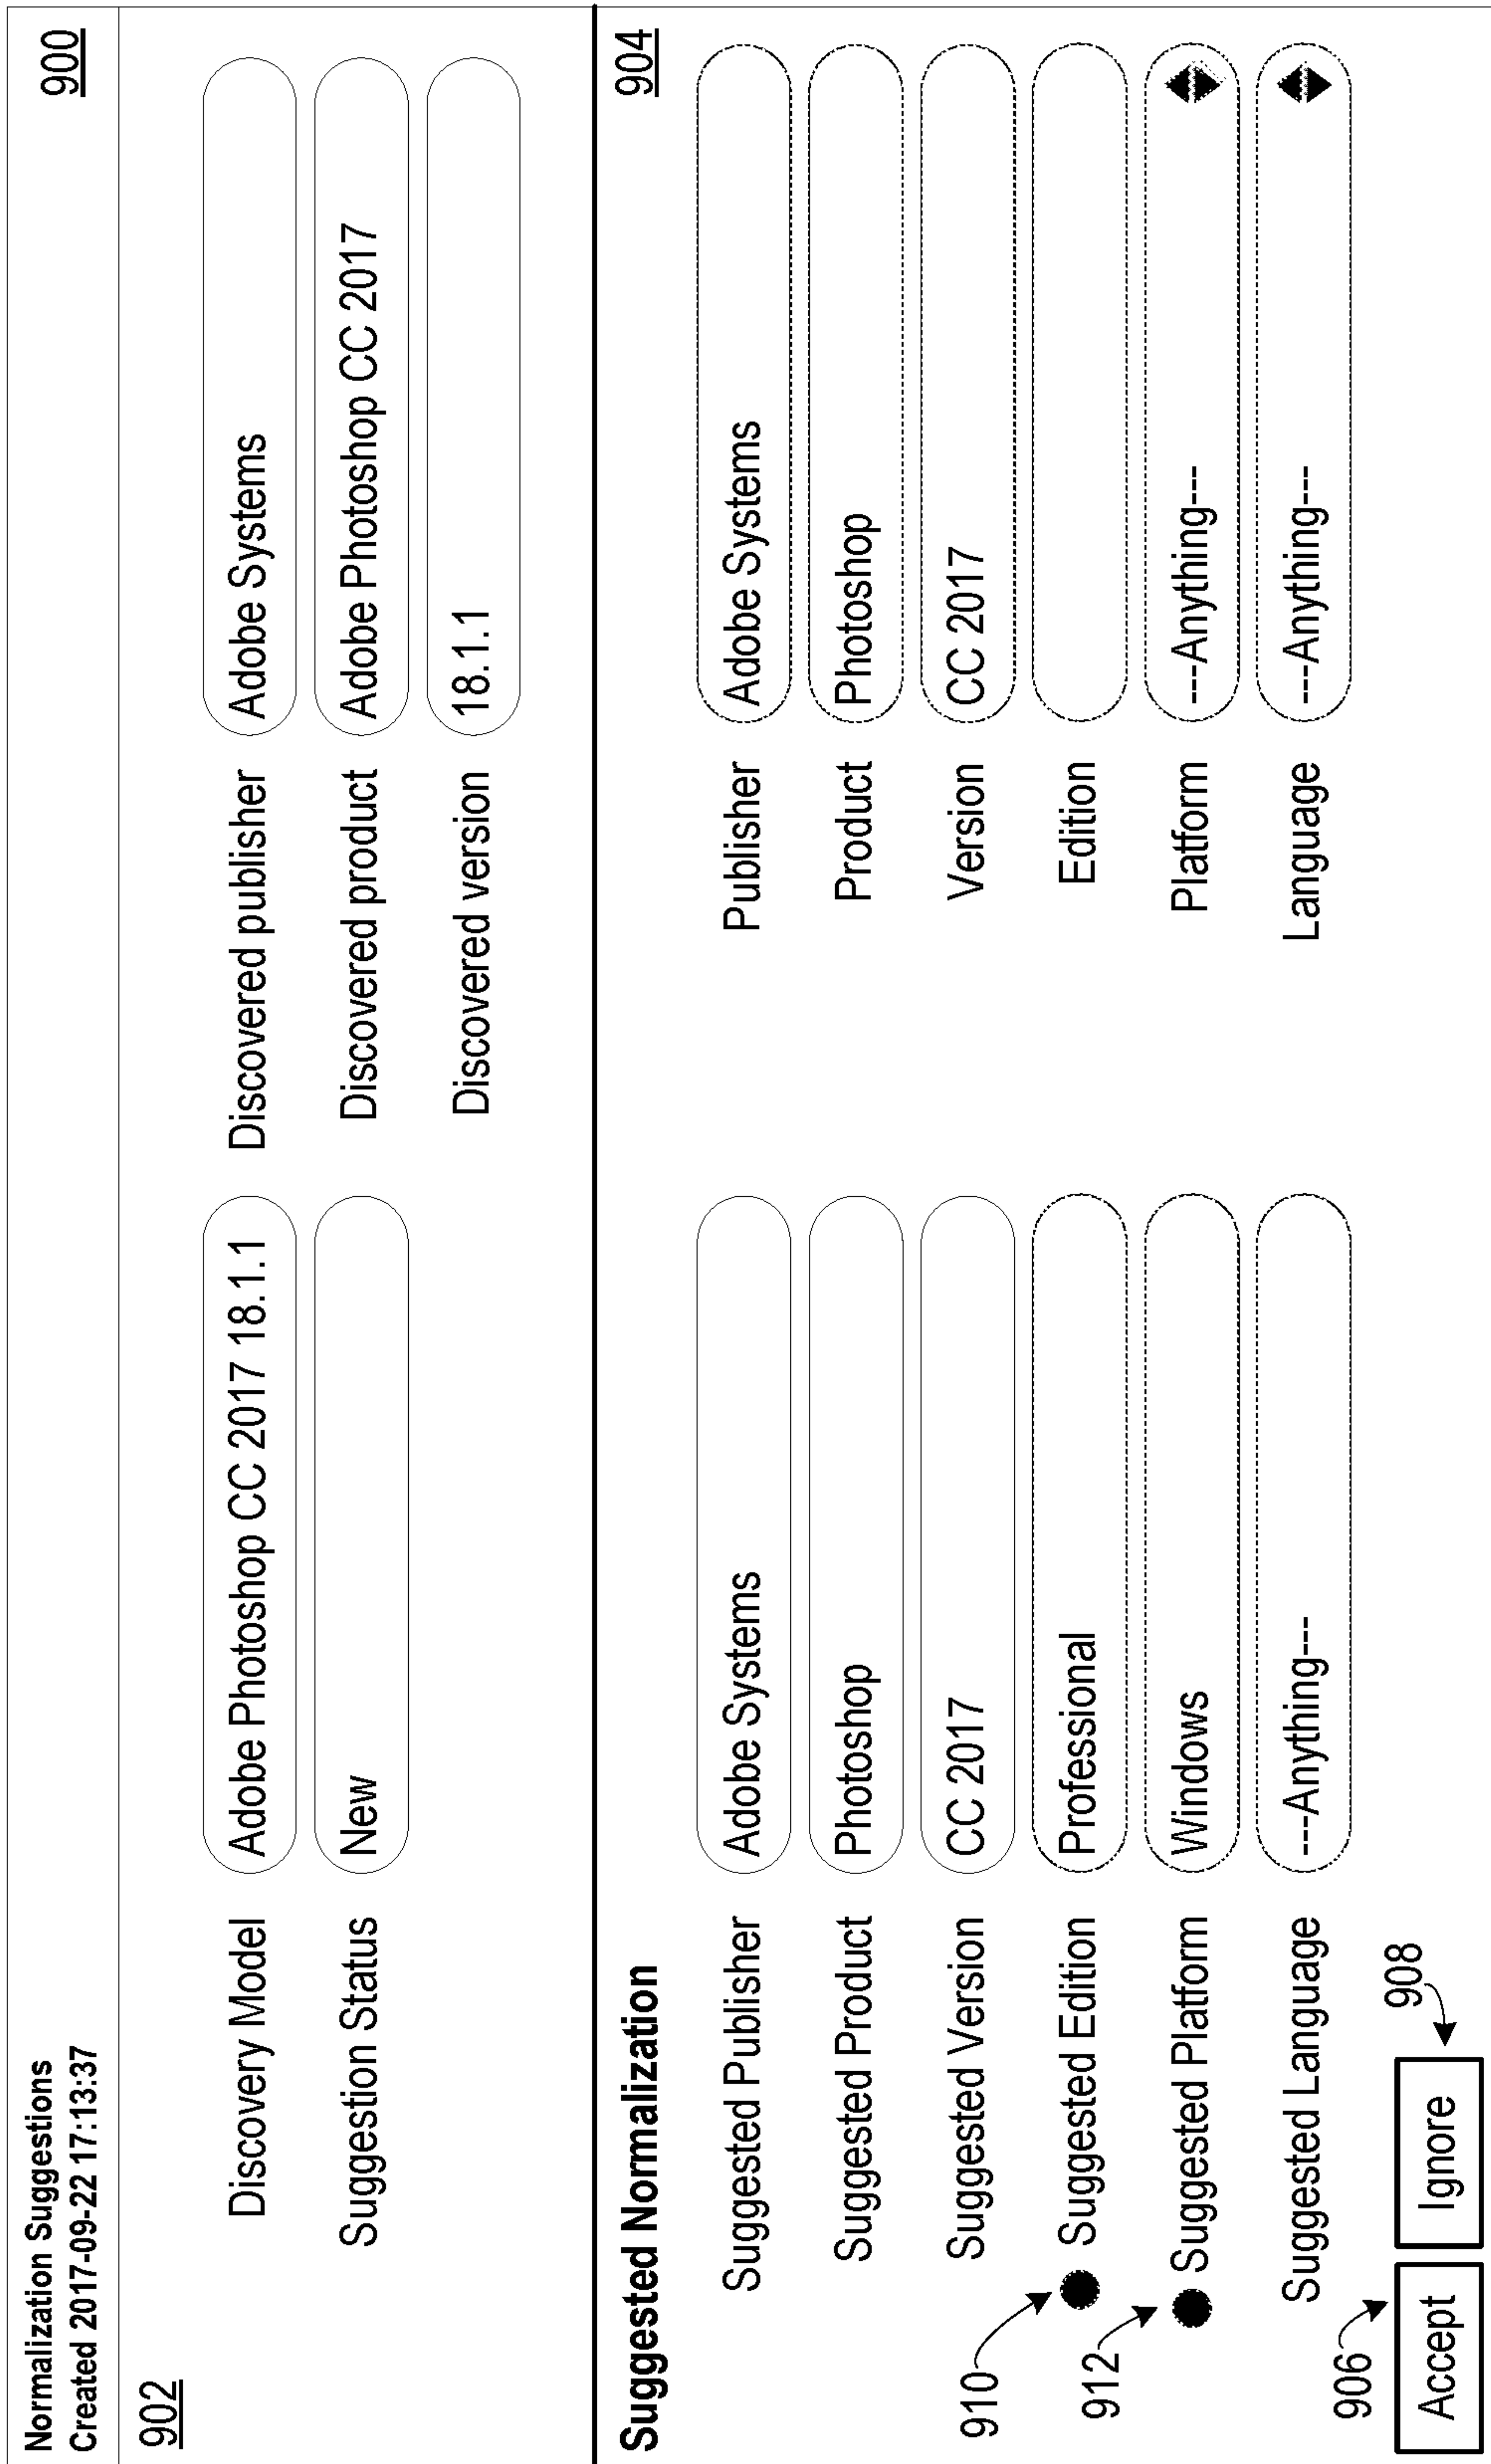 Normalization Suggestions
Created 2017-09-22 17:13:37
900
902
Discovery Model Adobe Photoshop CC 2017 18.1.1 Discovered publisher Adobe Systems
Suggestion Status New Discovered product Adobe Photoshop CC 2017
Discovered version 18.1.1
Suggested Normalization
904
Suggested Publisher Adobe Systems Publisher Adobe Systems
Suggested Product Photoshop Product Photoshop
Suggested Version CC 2017 Version CC 2017
910
Suggested Edition Professional Edition
912
Suggested Platform Windows Platform ---Anything---
Suggested Language ---Anything--- Language ---Anything---
906
908
Accept Ignore